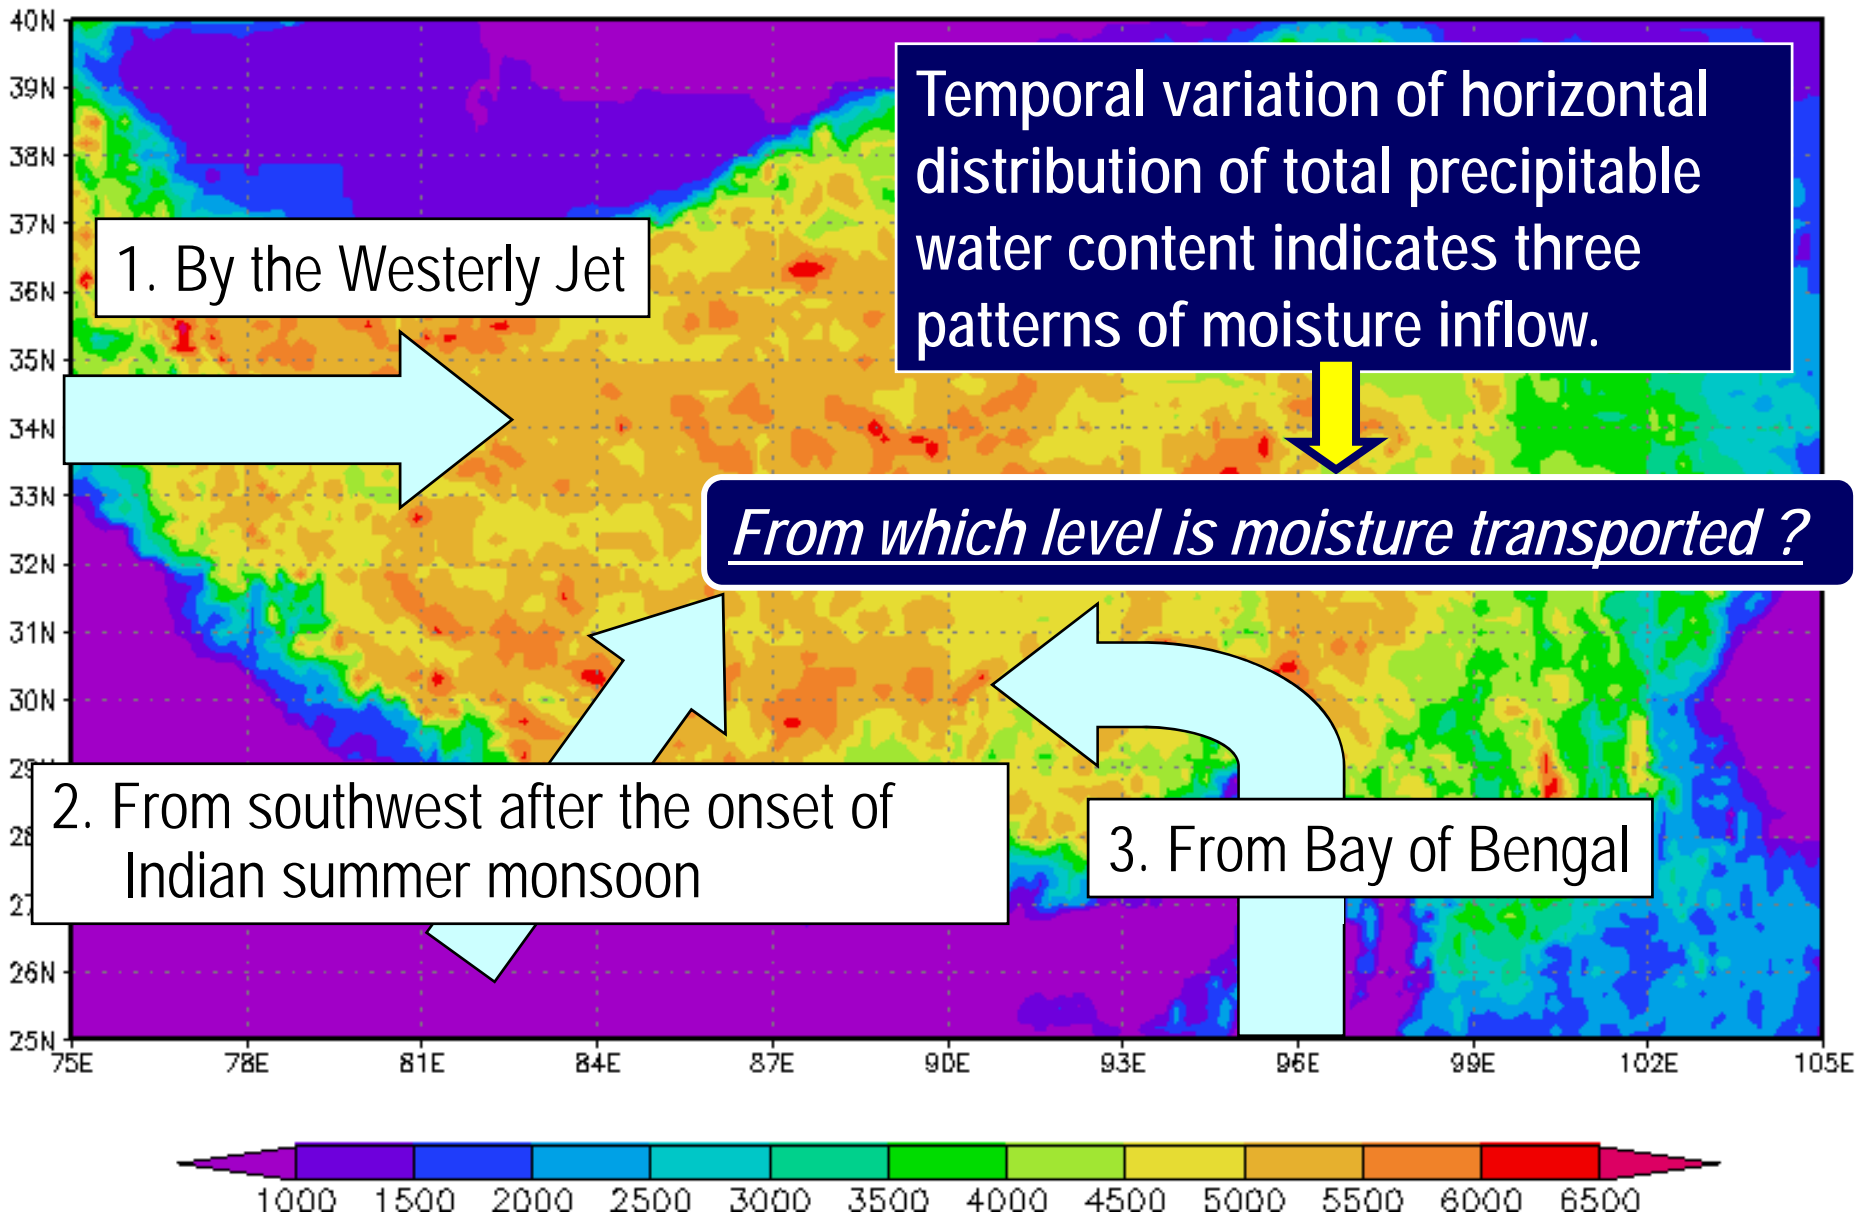 40N
39N
38N
37N
36N
35N
34N
33N
32N
31N
30N
29
28
27
26N
25N
Temporal variation of horizontal
distribution of total precipitable
water content indicates three
patterns of moisture inflow.
1. By the Westerly Jet
From which level is moisture transported ?
2. From southwest after the onset of
Indian summer monsoon
3. From Bay of Bengal
75E 78E 81E 84E 87E 90E 93E 96E 99E 102E 105E
1000 1500 2000 2500 3000 3500 4000 4500 5000 5500 6000 6500